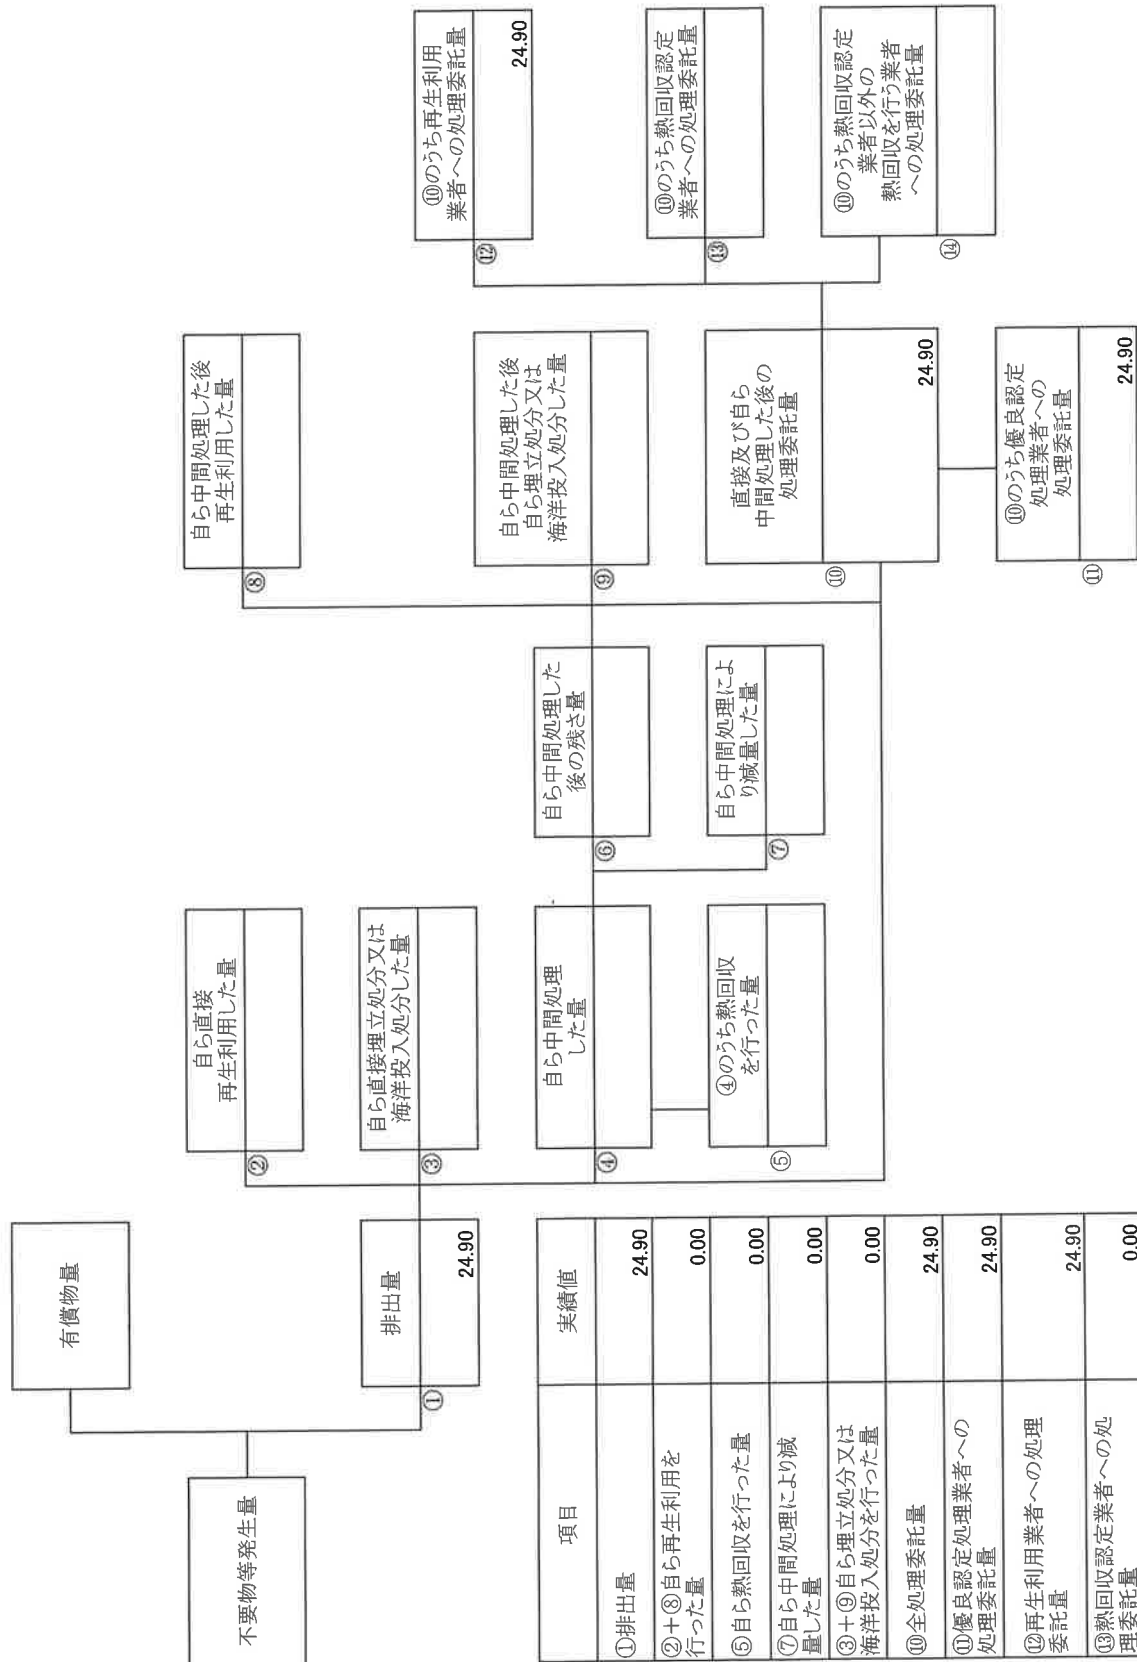 不要物等発生量
有償物量
排出量
①
24.90
②
自ら直接
再生利用した量
③
自ら直接埋立処分又は
海洋投入処分した量
④
自ら中間処理
した量
⑤
④のうち熱回収
を行った量
⑥
自ら中間処理した
後の残さ量
⑦
自ら中間処理によ
り減量した量
⑧
自ら中間処理した後
再生利用した量
⑨
自ら中間処理した後
自ら埋立処分又は
海洋投入処分した量
⑩
直接及び自ら
中間処理した後の
処理委託量
24.90
⑪
⑩のうち優良認定
処理業者への
処理委託量
24.90
⑫
⑩のうち再生利用
業者への処理委託量
24.90
⑬
⑩のうち熱回収認定
業者への処理委託量
⑭
⑩のうち熱回収認定
業者以外の
熱回収を行う業者
への処理委託量
項目 実績値
①排出量 24.90
②+⑧自ら再生利用を
行った量 0.00
⑤自ら熱回収を行った量 0.00
⑦自ら中間処理により減
量した量 0.00
③+⑨自ら埋立処分又は
海洋投入処分を行った量 0.00
⑩全処理委託量 24.90
⑪優良認定処理業者への
処理委託量 24.90
⑫再生利用業者への処理
委託量 24.90
⑬熱回収認定業者への処
理委託量 0.00